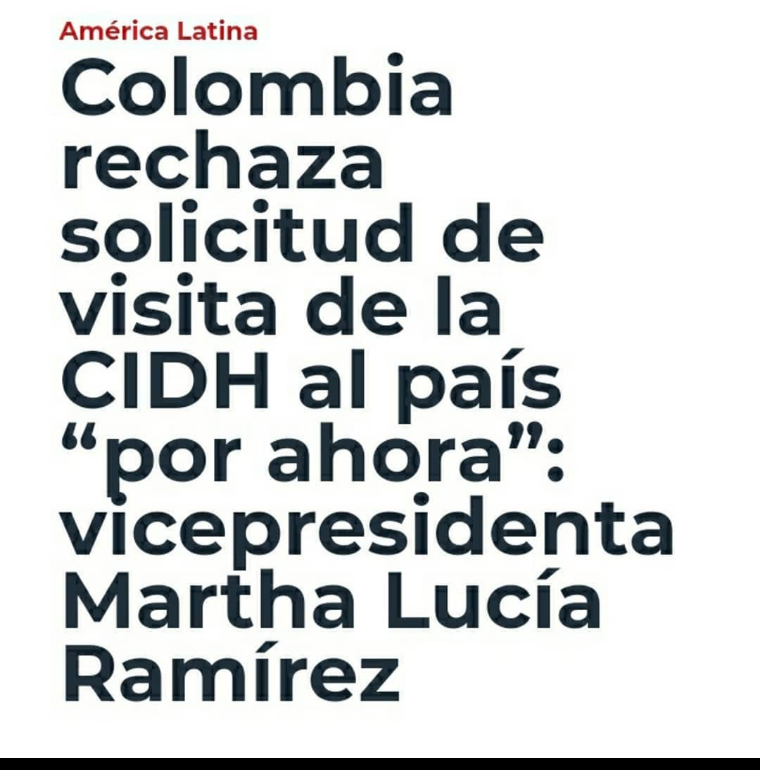 América Latina
Colombia
rechaza
solicitud de
visita de la
CIDH al país
“por ahora”:
vicepresidenta
Martha Lucía
Ramírez